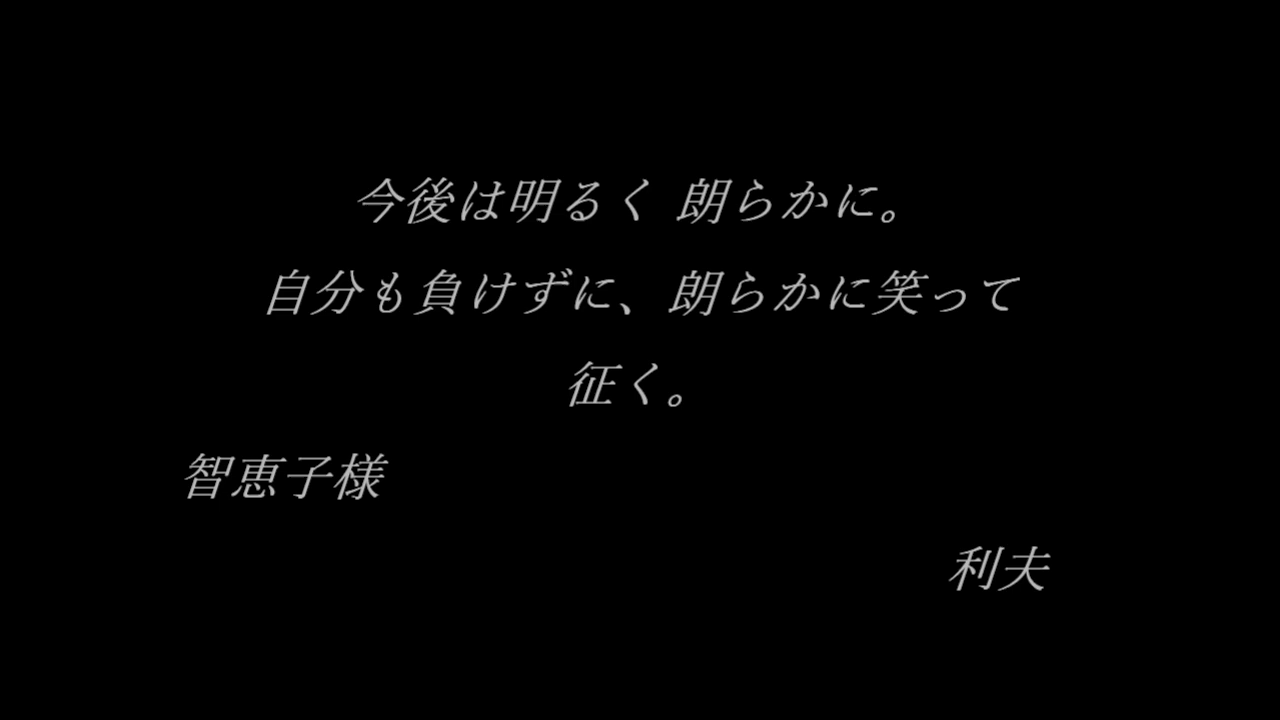 今後は明るく 朗らかに。
自分も負けずに、朗らかに笑って
征く。
智恵子様
利夫